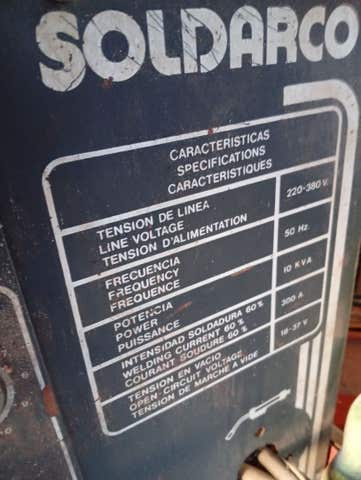 SOLDARCO
CARACTERISTICAS
SPECIFICATIONS
CARACTERISTIQUES
TENSION DE LINEA
LINE VOLTAGE
TENSION D'ALIMENTATION
220-380 V.
FRECUENCIA
FREQUENCY
FREQUENCE
50 Hz.
POTENCIA
POWER
PUISSANCE
10 KVA
INTENSIDAD SOLDADURA 60%
WELDING CURRENT 60%
COURANT SOUDURE 60%
300 A.
TENSION EN VACIO
OPEN-CIRCUIT VOLTAGE
TENSION DE MARCHE A VIDE
18-37 V